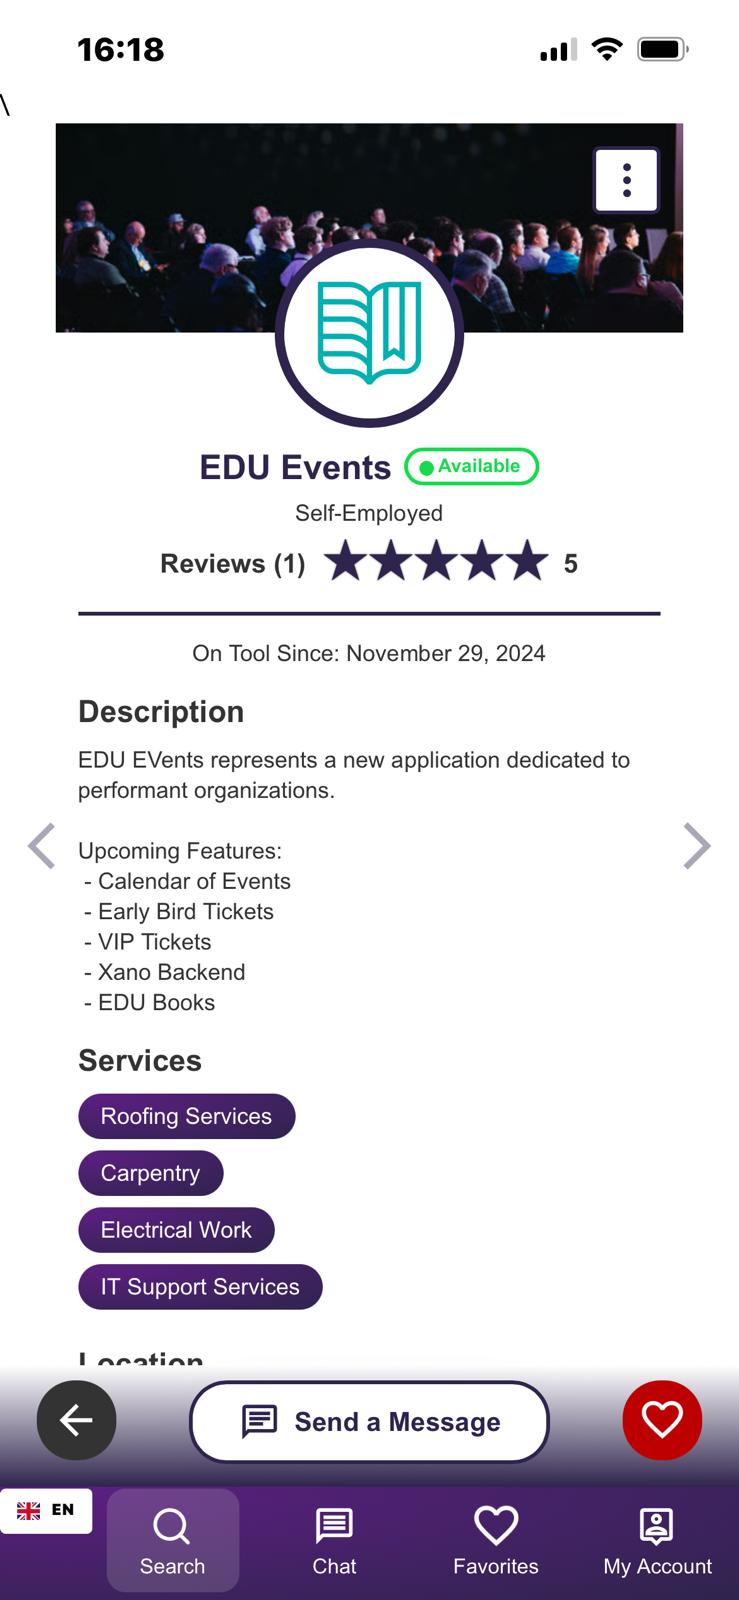 16:18
\
EDU Events
Available
Self-Employed
Reviews (1)
5
On Tool Since: November 29, 2024
Description
EDU EVents represents a new application dedicated to
performant organizations.
Upcoming Features:
- Calendar of Events
- Early Bird Tickets
- VIP Tickets
- Xano Backend
- EDU Books
Services
Roofing Services
Carpentry
Electrical Work
IT Support Services
Location
Send a Message
EN
Search
Chat
Favorites
My Account